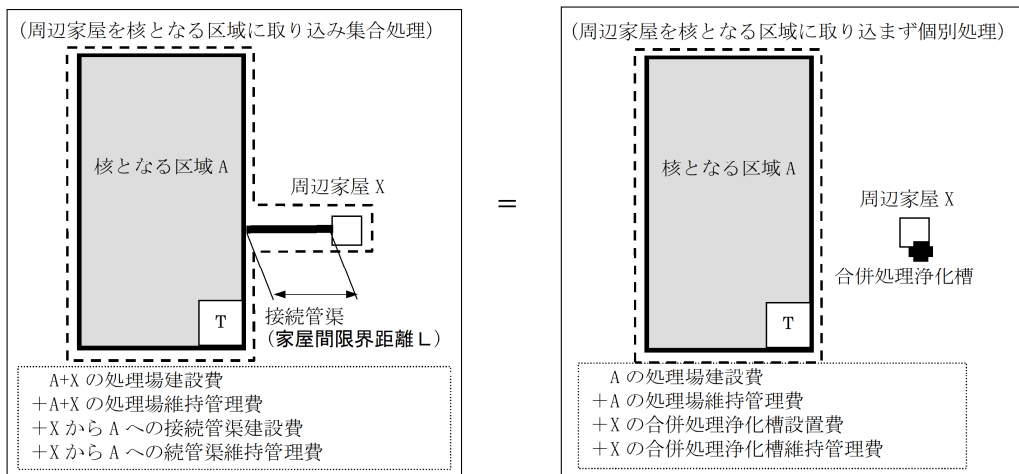 (周辺家屋を核となる区域に取り込み集合処理)
核となる区域 A
周辺家屋 X
T
接続管渠
(家屋間限界距離L)
A+X の処理場建設費
+A+X の処理場維持管理費
+X から A への接続管渠建設費
+X から A への続管渠維持管理費
=
(周辺家屋を核となる区域に取り込まず個別処理)
核となる区域 A
周辺家屋 X
合併処理浄化槽
T
A の処理場建設費
+A の処理場維持管理費
+X の合併処理浄化槽設置費
+X の合併処理浄化槽維持管理費